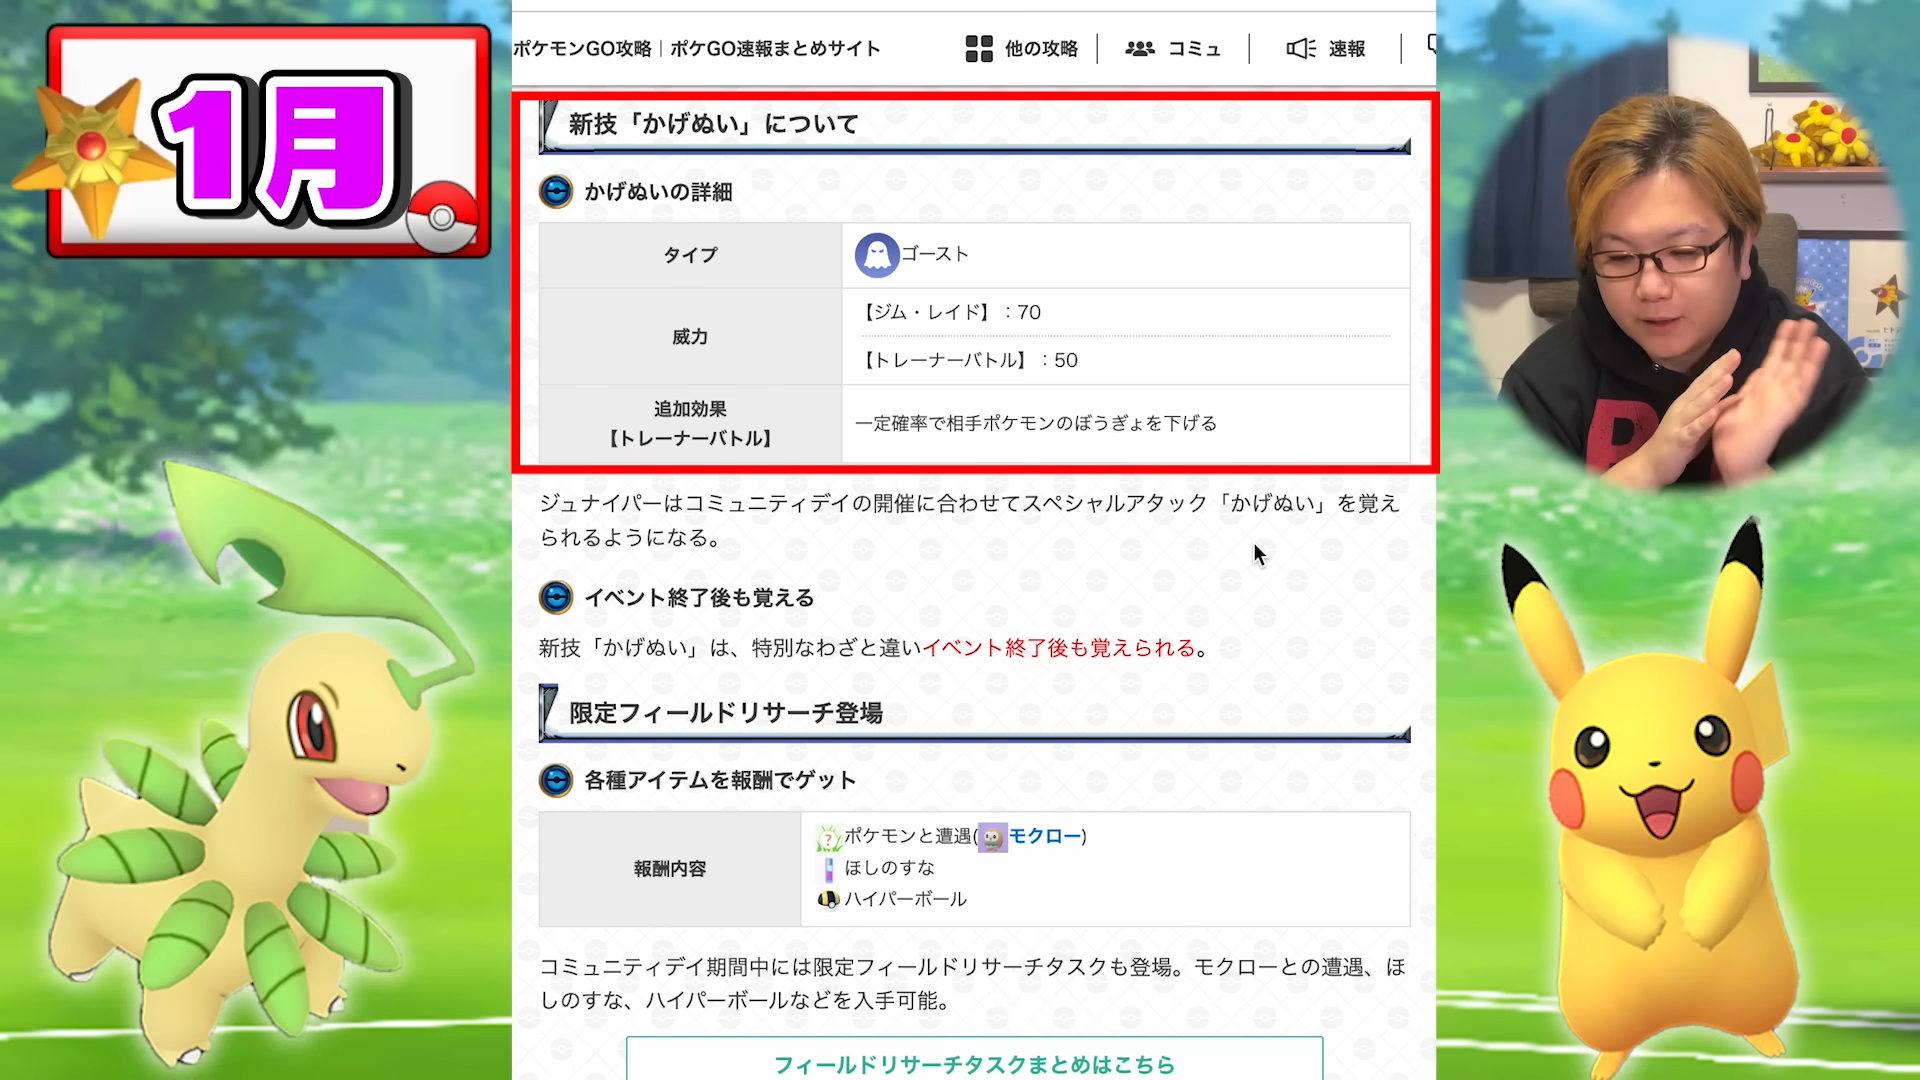 1月
ポケモンGO攻略｜ポケGO速報まとめサイト
他の攻略
コミュ
速報
新技「かげぬい」について
かげぬいの詳細
タイプ
ゴースト
威力
【ジム・レイド】：70
【トレーナーバトル】：50
追加効果
【トレーナーバトル】
一定確率で相手ポケモンのぼうぎょを下げる
ジュナイパーはコミュニティデイの開催に合わせてスペシャルアタック「かげぬい」を覚え
られるようになる。
イベント終了後も覚える
新技「かげぬい」は、特別なわざと違いイベント終了後も覚えられる。
限定フィールドリサーチ登場
各種アイテムを報酬でゲット
報酬内容
ポケモンと遭遇(モクロー)
ほしのすな
ハイパーボール
コミュニティデイ期間中には限定フィールドリサーチタスクも登場。モクローとの遭遇、ほ
しのすな、ハイパーボールなどを入手可能。
フィールドリサーチタスクまとめはこちら